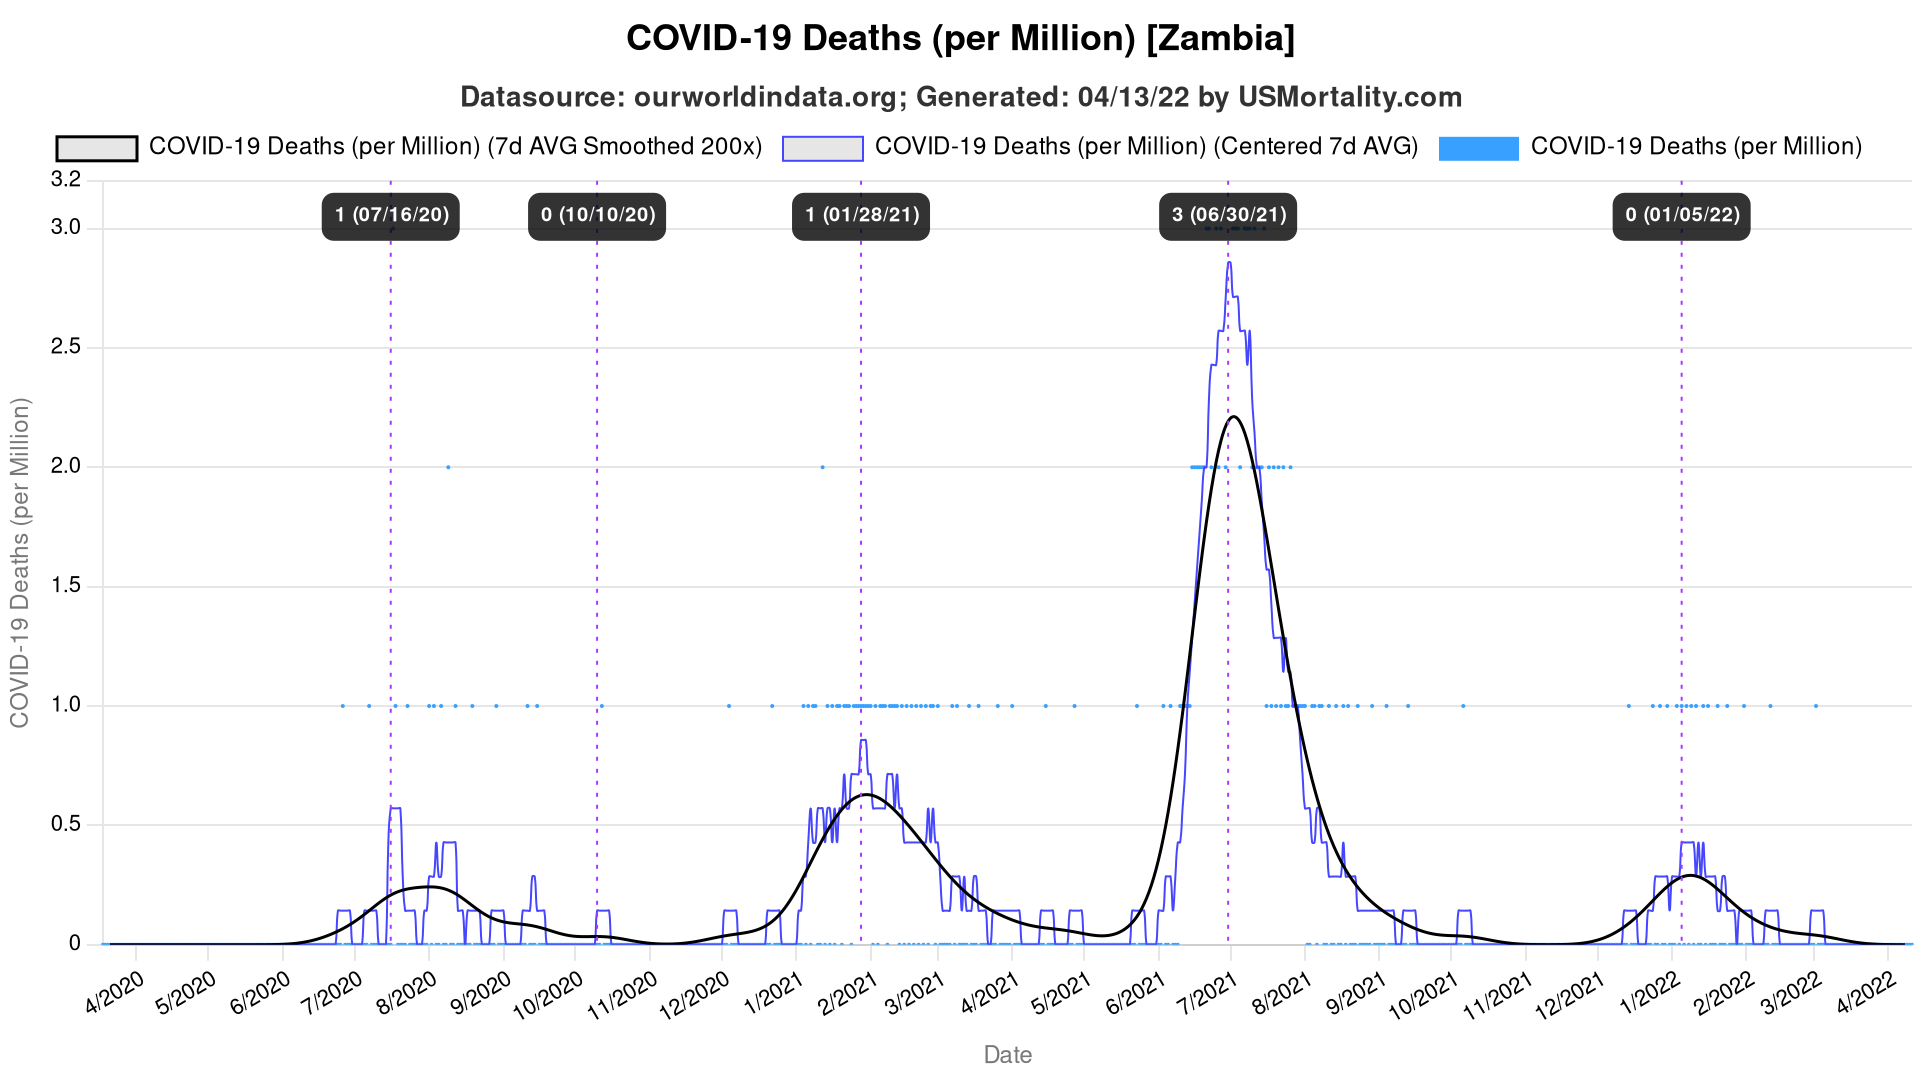 COVID-19 Deaths (per Million) [Zambia]
Datasource: ourworldindata.org; Generated: 04/13/22 by USMortality.com
COVID-19 Deaths (per Million) (7d AVG Smoothed 200x) COVID-19 Deaths (per Million) (Centered 7d AVG) COVID-19 Deaths (per Million)
1 (07/16/20) 0 (10/10/20) 1 (01/28/21) 3 (06/30/21) 0 (01/05/22)
COVID-19 Deaths (per Million)
3.2
3.0
2.5
2.0
1.5
1.0
0.5
0
4/2020 5/2020 6/2020 7/2020 8/2020 9/2020 10/2020 11/2020 12/2020 1/2021 2/2021 3/2021 4/2021 5/2021 6/2021 7/2021 8/2021 9/2021 10/2021 11/2021 12/2021 1/2022 2/2022 3/2022 4/2022
Date